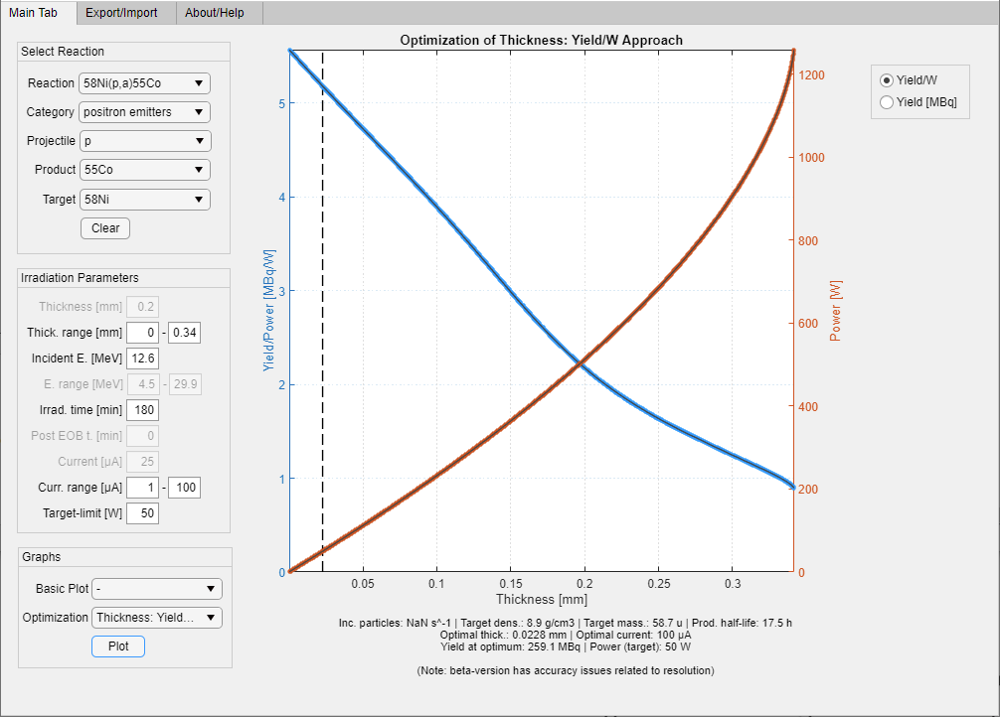 Main Tab
Export/Import
About/Help
Select Reaction
Reaction 58Ni(p,a)55Co
Category positron emitters
Projectile p
Product 55Co
Target 58Ni
Clear
Irradiation Parameters
Thickness [mm] 0.2
Thick. range [mm] 0 - 0.34
Incident E. [MeV] 12.6
E. range [MeV] 4.5 - 29.9
Irrad. time [min] 180
Post EOB t. [min] 0
Current [µA] 25
Curr. range [µA] 1 - 100
Target-limit [W] 50
Graphs
Basic Plot -
Optimization Thickness: Yield...
Plot
Optimization of Thickness: Yield/W Approach
Yield/Power [MBq/W]
5
4
3
2
1
0
0.05 0.1 0.15 0.2 0.25 0.3
Thickness [mm]
1200
1000
800
600
400
200
0
Power [W]
Inc. particles: NaN s^-1 | Target dens.: 8.9 g/cm3 | Target mass.: 58.7 u | Prod. half-life: 17.5 h
Optimal thick.: 0.0228 mm | Optimal current: 100 µA
Yield at optimum: 259.1 MBq | Power (target): 50 W
(Note: beta-version has accuracy issues related to resolution)
Yield/W
Yield [MBq]